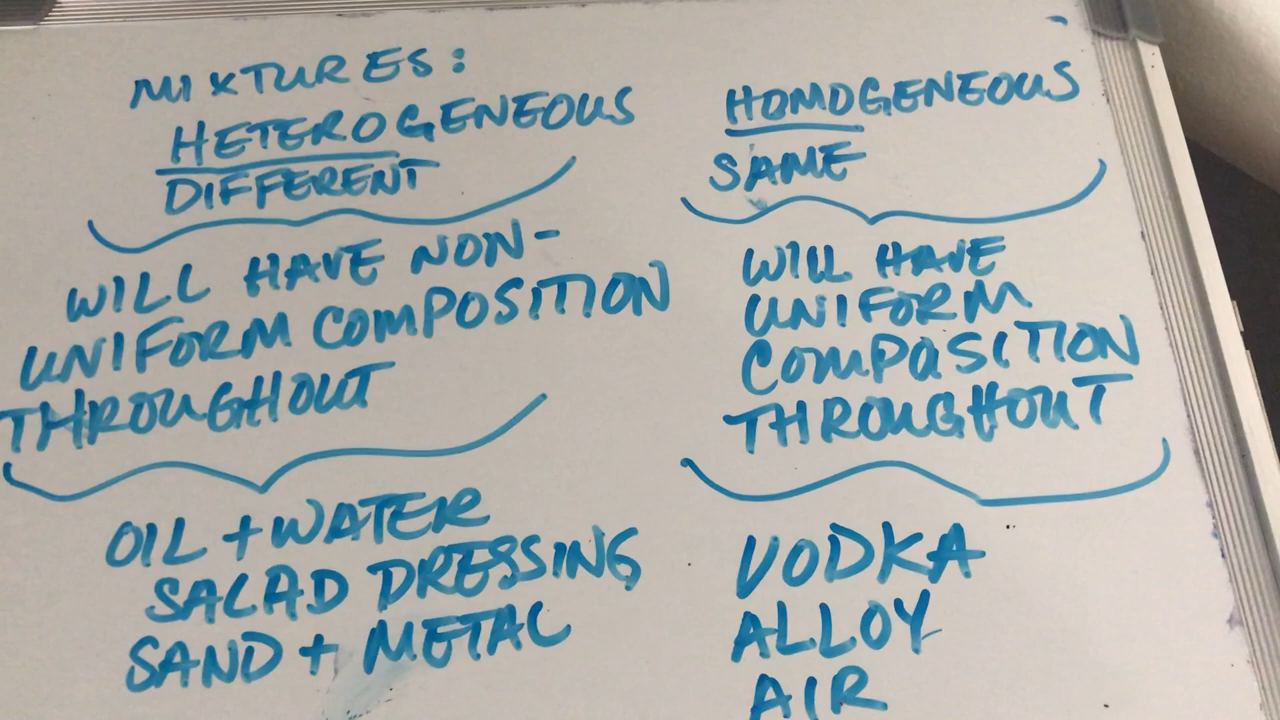 MIXTURES:
HETEROGENEOUS
DIFFERENT
WILL HAVE NON-
UNIFORM COMPOSITION
THROUGHOUT
OIL + WATER
SALAD DRESSING
SAND + METAL
HOMOGENEOUS
SAME
WILL HAVE
UNIFORM
COMPOSITION
THROUGHOUT
VODKA
ALLOY
AIR